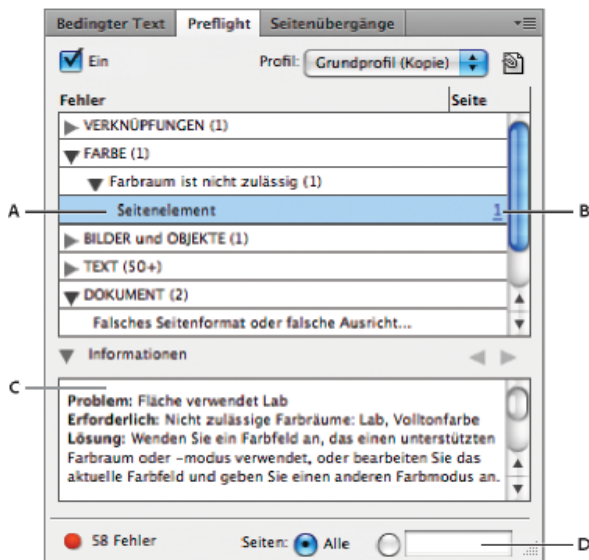 Bedingter Text Preflight Seitenübergänge
Ein Profil: Grundprofil (Kopie)
Fehler Seite
VERKNÜPFUNGEN (1)
FARBE (1)
Farbraum ist nicht zulässig (1)
A Seitenelement 1 B
BILDER und OBJEKTE (1)
TEXT (50+)
DOKUMENT (2)
Falsches Seitenformat oder falsche Ausricht...
Informationen
C
Problem: Fläche verwendet Lab
Erforderlich: Nicht zulässige Farbräume: Lab, Volltonfarbe
Lösung: Wenden Sie ein Farbfeld an, das einen unterstützten
Farbraum oder -modus verwendet, oder bearbeiten Sie das
aktuelle Farbfeld und geben Sie einen anderen Farbmodus an.
58 Fehler Seiten: Alle D